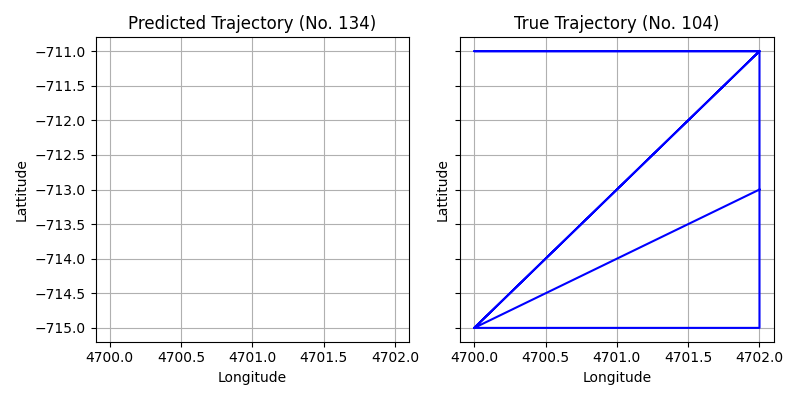 Predicted Trajectory (No. 134)
True Trajectory (No. 104)
−711.0
−711.5
−712.0
−712.5
−713.0
−713.5
−714.0
−714.5
−715.0
Lattitude
Lattitude
4700.0 4700.5 4701.0 4701.5 4702.0
4700.0 4700.5 4701.0 4701.5 4702.0
Longitude
Longitude